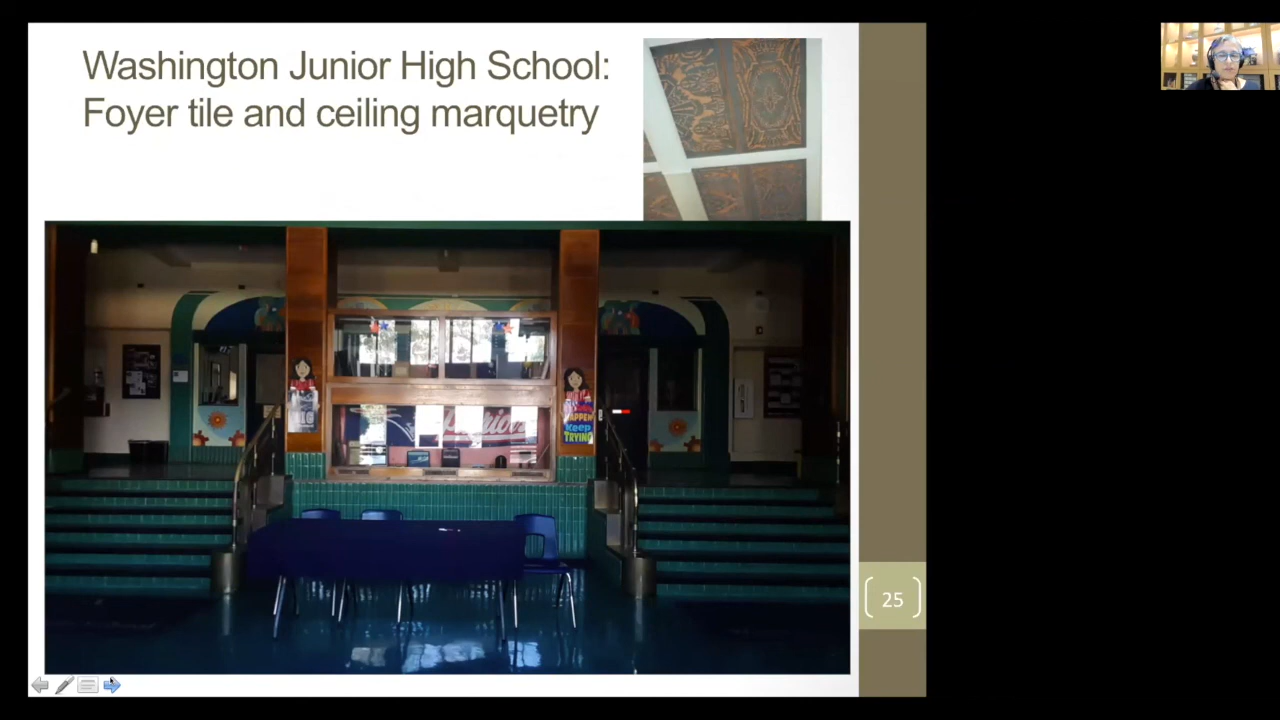 Washington Junior High School:
Foyer tile and ceiling marquetry
Keep
TRYING
25